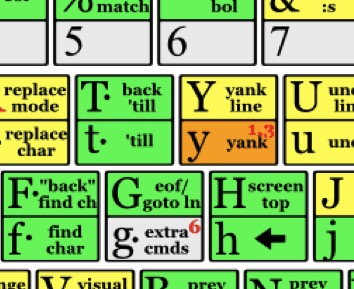 match bol & :s
5 6 7
replace mode T· back 'till Y yank line U
replace char t· 'till y yank 1,3 u
F· "back" find ch G eof/ goto ln H screen top J
f· find char g· extra 6 cmds h ← j
visual prev prev